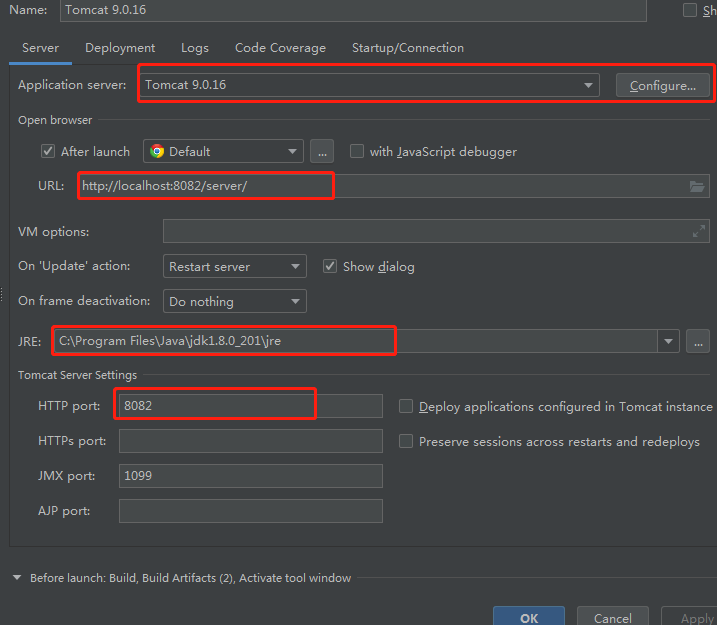 Name: Tomcat 9.0.16 Sh
Server Deployment Logs Code Coverage Startup/Connection
Application server: Tomcat 9.0.16 Configure...
Open browser
After launch Default ... with JavaScript debugger
URL: http://localhost:8082/server/
VM options:
On 'Update' action: Restart server Show dialog
On frame deactivation: Do nothing
JRE: C:\Program Files\Java\jdk1.8.0_201\jre ...
Tomcat Server Settings
HTTP port: 8082 Deploy applications configured in Tomcat instance
HTTPs port: Preserve sessions across restarts and redeploys
JMX port: 1099
AJP port:
Before launch: Build, Build Artifacts (2), Activate tool window
OK Cancel Apply